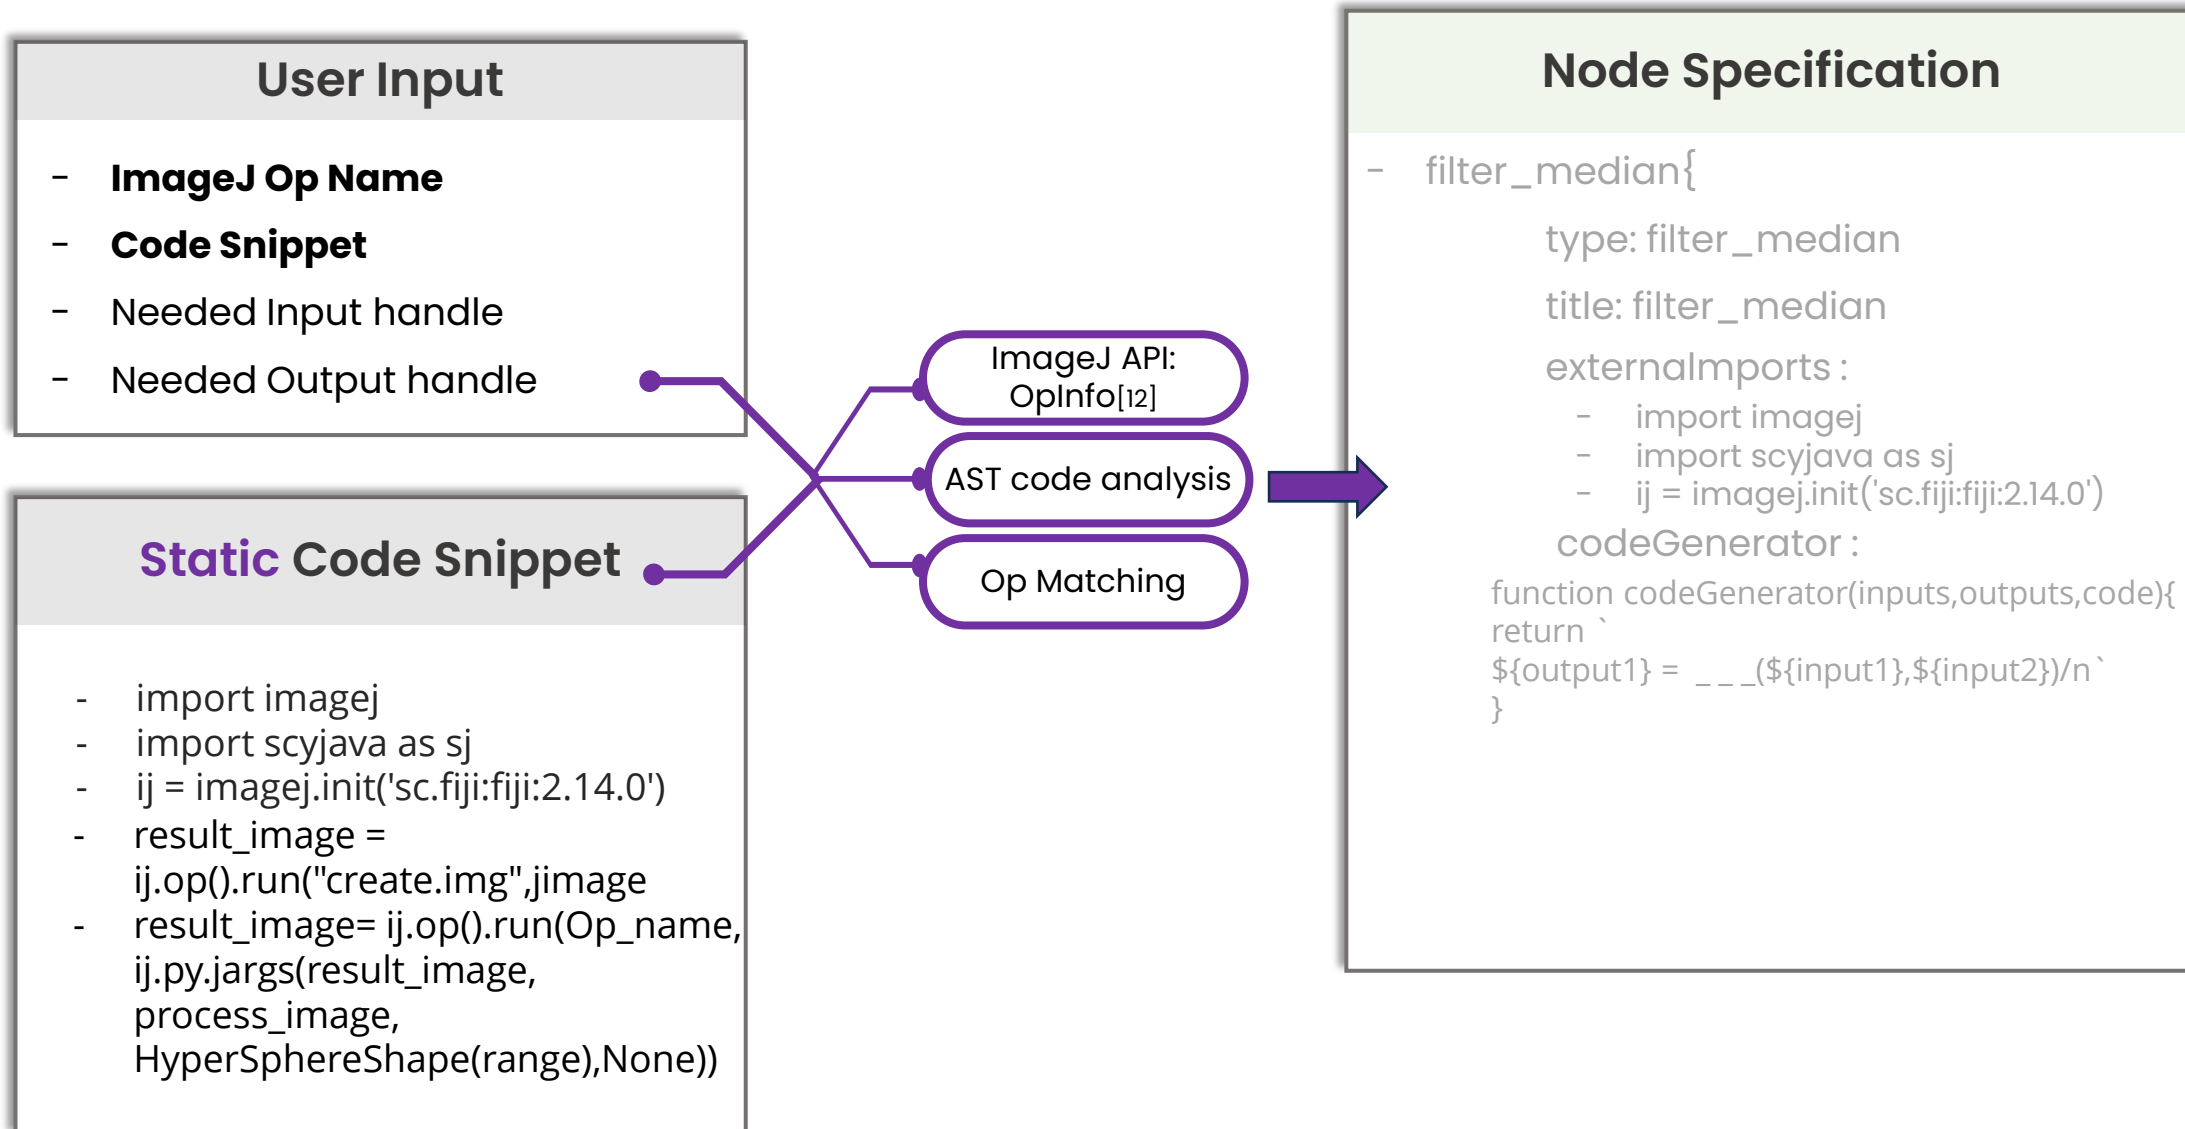 User Input
- ImageJ Op Name
- Code Snippet
- Needed Input handle
- Needed Output handle
Static Code Snippet
- import imagej
- import scyjava as sj
- ij = imagej.init('sc.fiji:fiji:2.14.0')
- result_image =
ij.op().run("create.img",jimage
- result_image= ij.op().run(Op_name,
ij.py.jargs(result_image,
process_image,
HyperSphereShape(range),None))
ImageJ API:
OpInfo[12]
AST code analysis
Op Matching
Node Specification
- filter_median{
type: filter_median
title: filter_median
externalImports :
- import imagej
- import scyjava as sj
- ij = imagej.init('sc.fiji:fiji:2.14.0')
codeGenerator :
function codeGenerator(inputs,outputs,code){
return `
${output1} = _ _ _(${input1},${input2})/n`
}